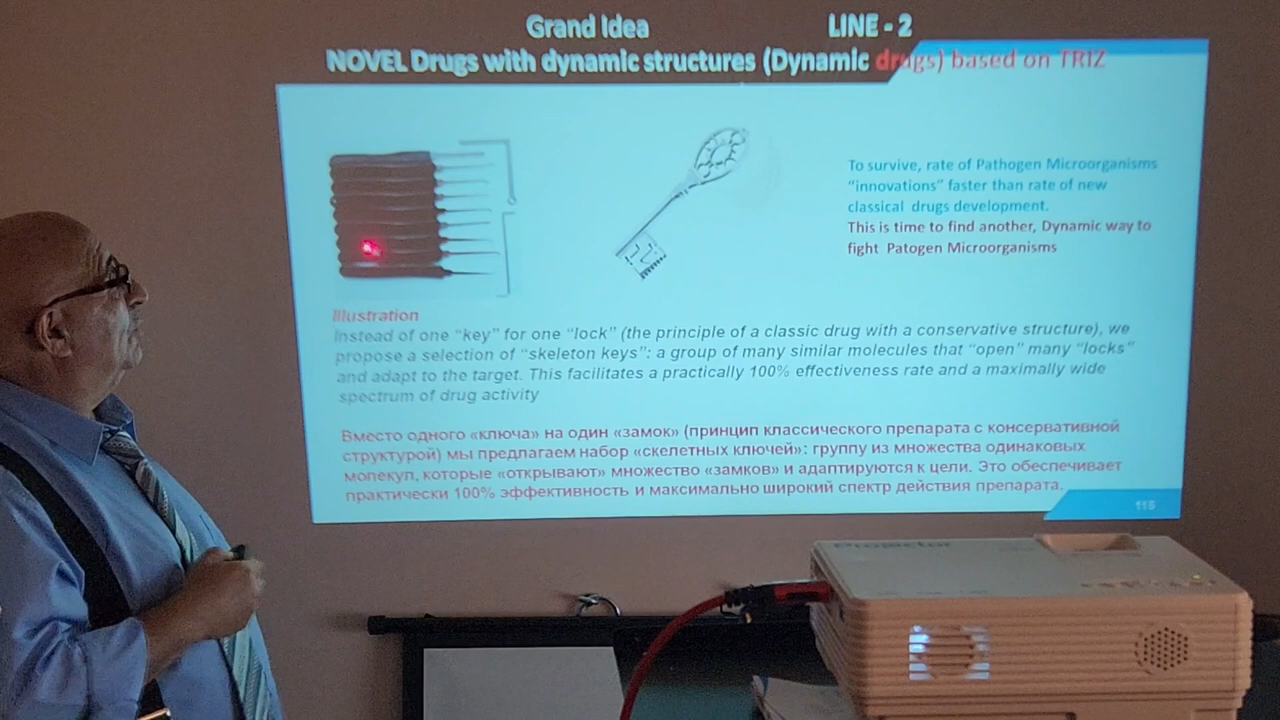 Grand Idea LINE - 2
NOVEL Drugs with dynamic structures (Dynamic drugs) based on TRIZ
To survive, rate of Pathogen Microorganisms
“innovations” faster than rate of new
classical drugs development.
This is time to find another, Dynamic way to
fight Patogen Microorganisms
Illustration
Instead of one “key” for one “lock” (the principle of a classic drug with a conservative structure), we
propose a selection of “skeleton keys”: a group of many similar molecules that “open” many “locks”
and adapt to the target. This facilitates a practically 100% effectiveness rate and a maximally wide
spectrum of drug activity
Вместо одного «ключа» на один «замок» (принцип классического препарата с консервативной
структурой) мы предлагаем набор «скелетных ключей»: группу из множества одинаковых
молекул, которые «открывают» множество «замков» и адаптируются к цели. Это обеспечивает
практически 100% эффективность и максимально широкий спектр действия препарата.
115
Projector